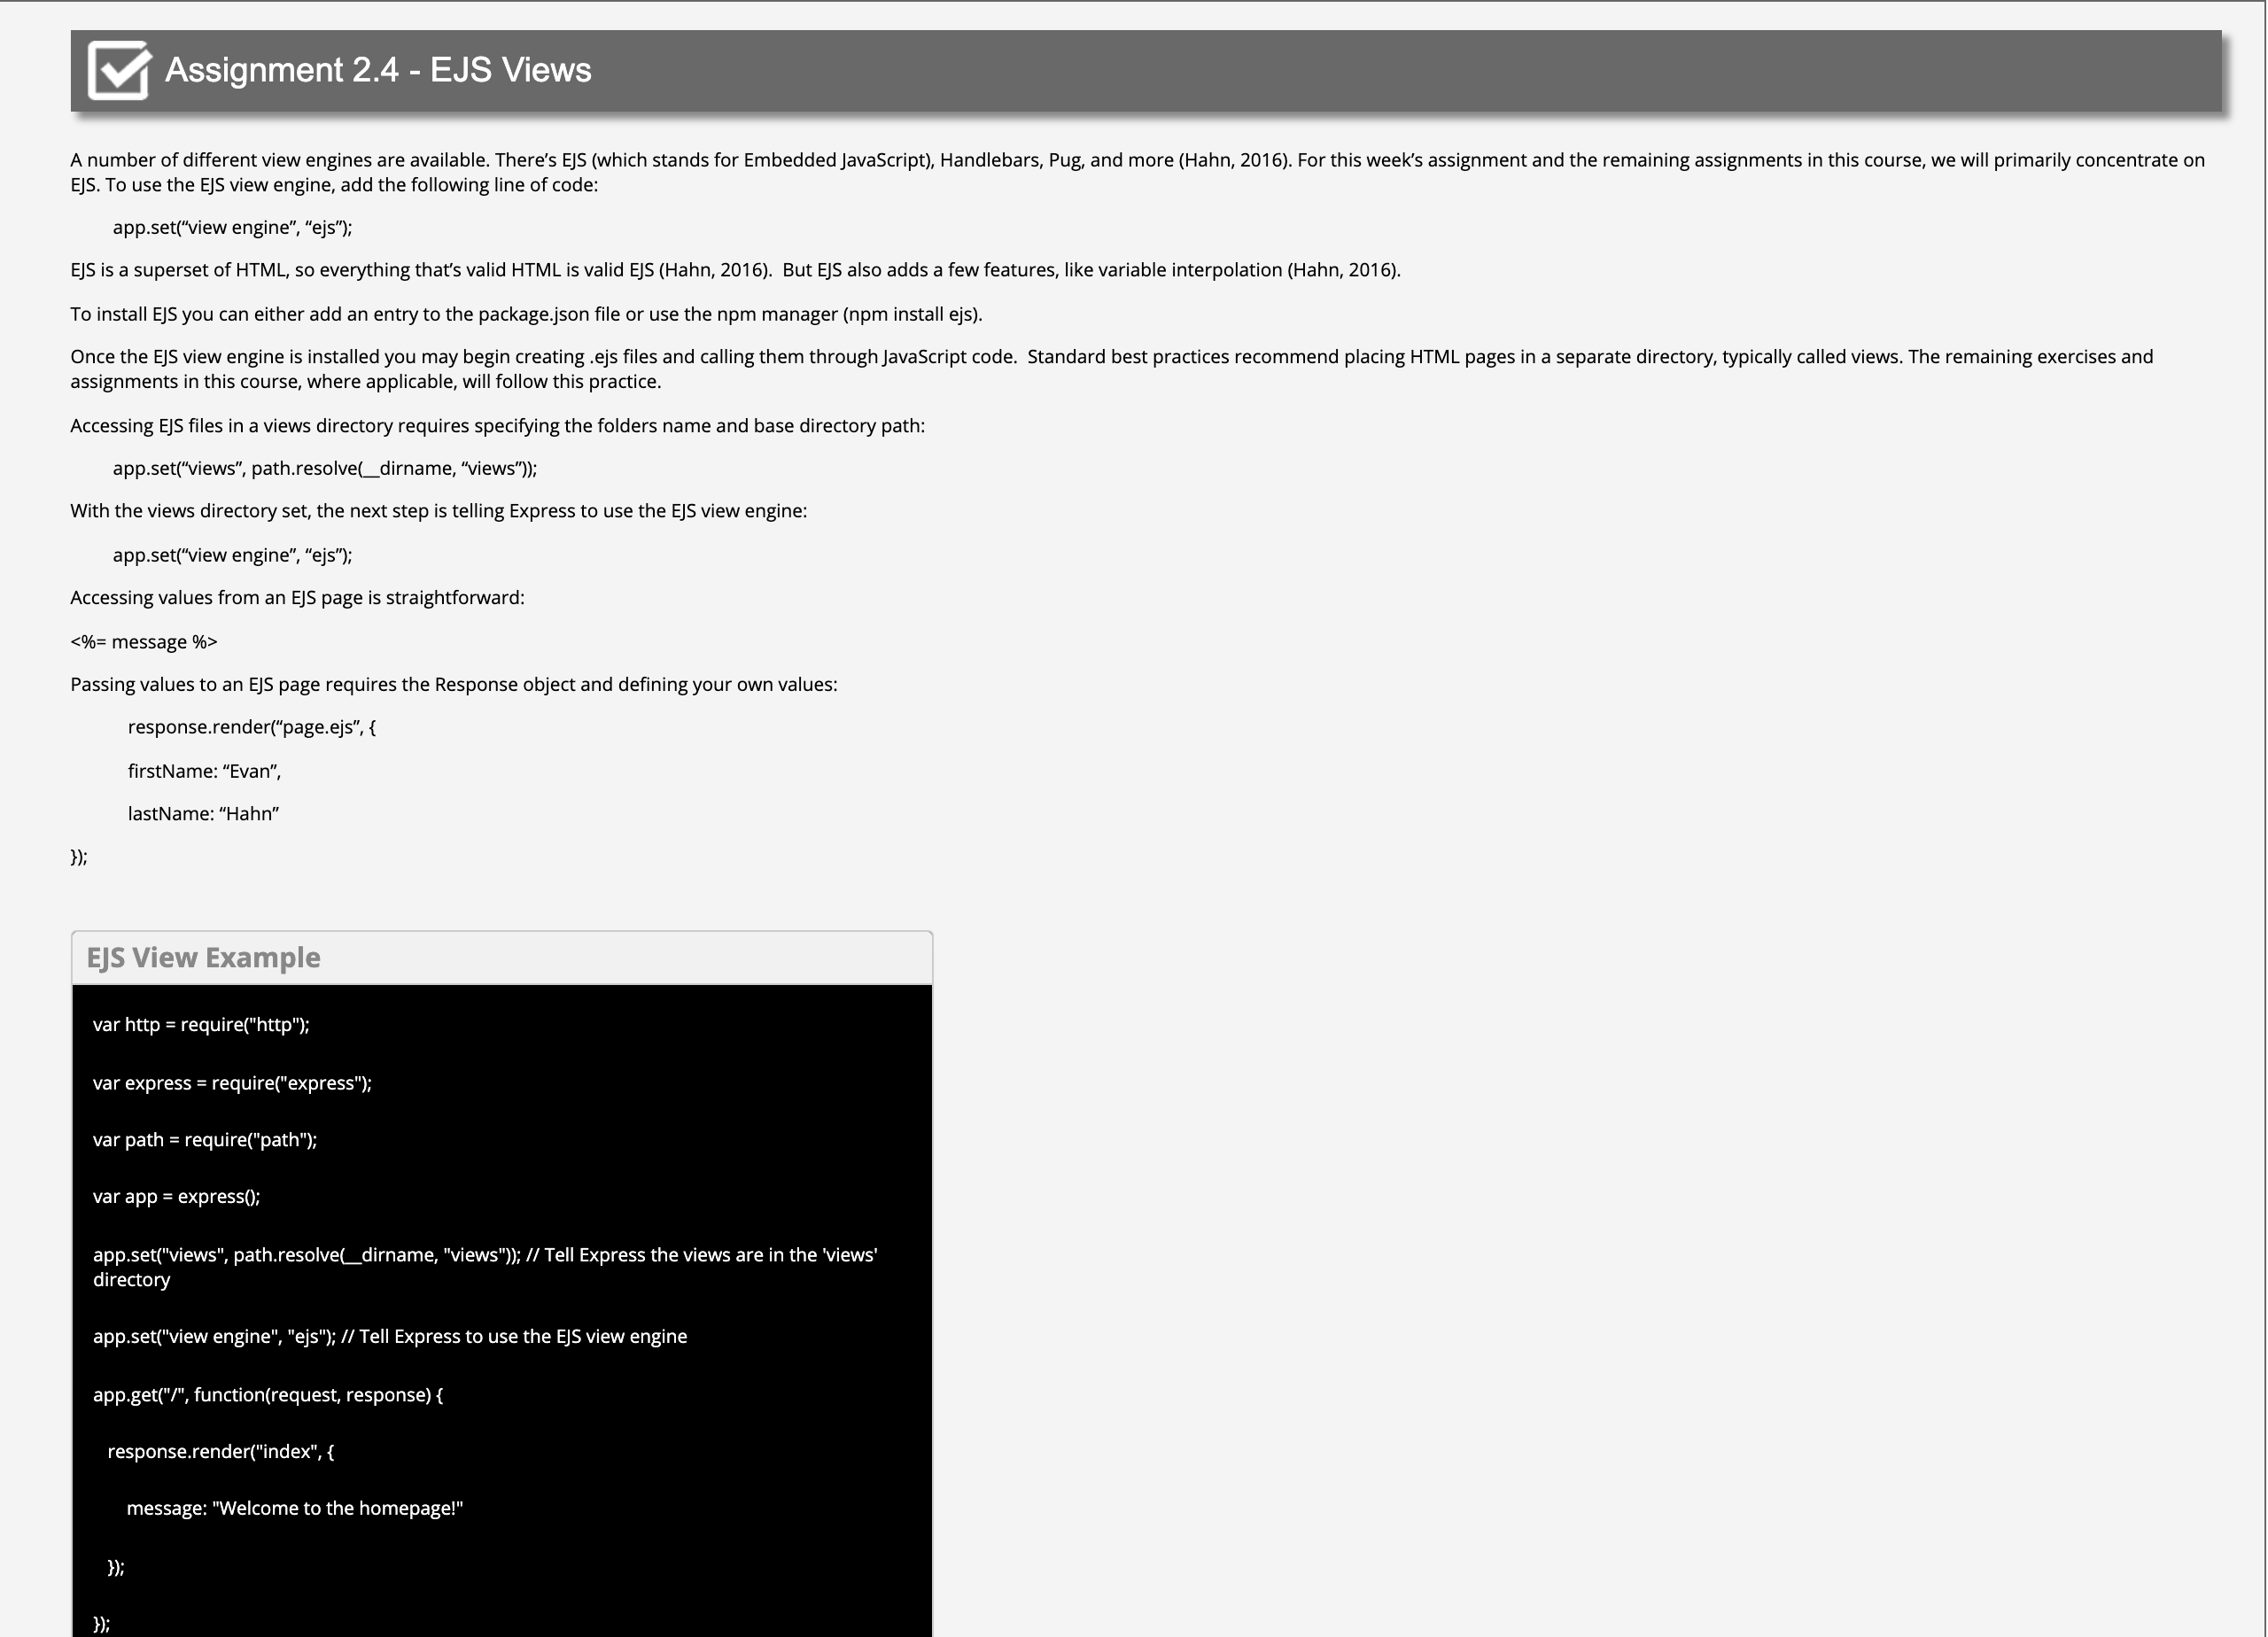 Assignment 2.4 - EJS Views
A number of different view engines are available. There’s EJS (which stands for Embedded JavaScript), Handlebars, Pug, and more (Hahn, 2016). For this week’s assignment and the remaining assignments in this course, we will primarily concentrate on
EJS. To use the EJS view engine, add the following line of code:
app.set(“view engine”, “ejs”);
EJS is a superset of HTML, so everything that’s valid HTML is valid EJS (Hahn, 2016).  But EJS also adds a few features, like variable interpolation (Hahn, 2016).
To install EJS you can either add an entry to the package.json file or use the npm manager (npm install ejs).
Once the EJS view engine is installed you may begin creating .ejs files and calling them through JavaScript code.  Standard best practices recommend placing HTML pages in a separate directory, typically called views. The remaining exercises and
assignments in this course, where applicable, will follow this practice.
Accessing EJS files in a views directory requires specifying the folders name and base directory path:
app.set(“views”, path.resolve(__dirname, “views”));
With the views directory set, the next step is telling Express to use the EJS view engine:
app.set(“view engine”, “ejs”);
Accessing values from an EJS page is straightforward:
<%= message %>
Passing values to an EJS page requires the Response object and defining your own values:
response.render(“page.ejs”, {
firstName: “Evan”,
lastName: “Hahn”
});
EJS View Example
var http = require("http");
var express = require("express");
var path = require("path");
var app = express();
app.set("views", path.resolve(__dirname, "views")); // Tell Express the views are in the 'views'
directory
app.set("view engine", "ejs"); // Tell Express to use the EJS view engine
app.get("/", function(request, response) {
response.render("index", {
message: "Welcome to the homepage!"
});
});